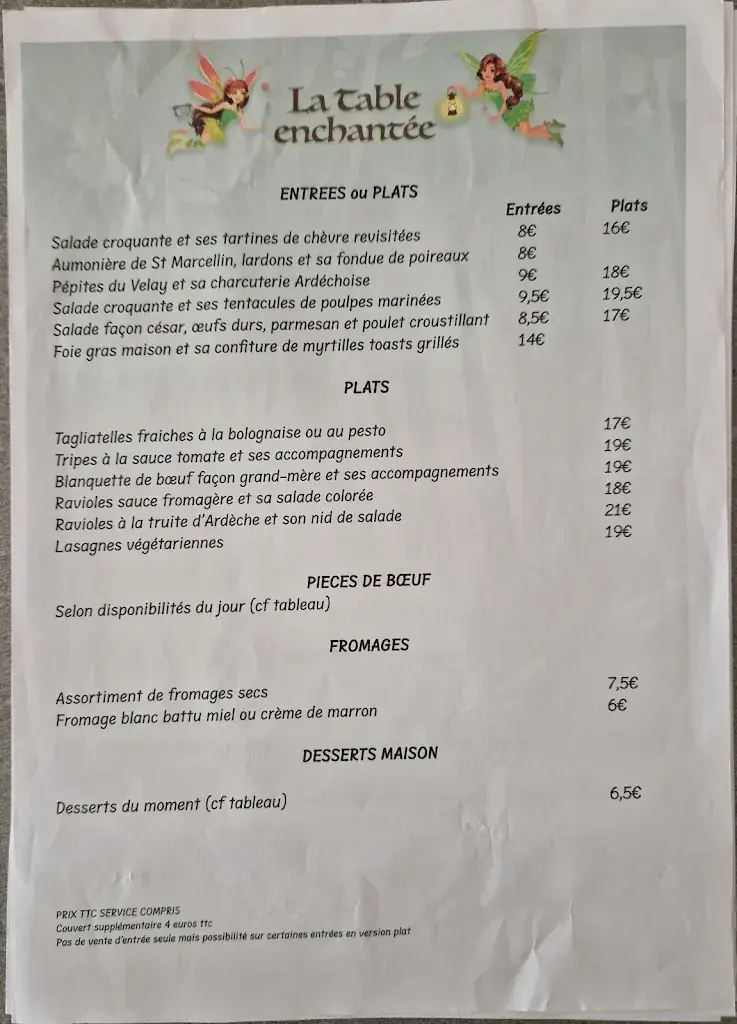 La Table
enchantée
ENTREES ou PLATS
Entrées Plats
Salade croquante et ses tartines de chèvre revisitées 8€ 16€
Aumonière de St Marcellin, lardons et sa fondue de poireaux 8€
Pépites du Velay et sa charcuterie Ardéchoise 9€ 18€
Salade croquante et ses tentacules de poulpes marinées 9,5€ 19,5€
Salade façon césar, œufs durs, parmesan et poulet croustillant 8,5€ 17€
Foie gras maison et sa confiture de myrtilles toasts grillés 14€
PLATS
Tagliatelles fraiches à la bolognaise ou au pesto 17€
Tripes à la sauce tomate et ses accompagnements 19€
Blanquette de bœuf façon grand-mère et ses accompagnements 19€
Ravioles sauce fromagère et sa salade colorée 18€
Ravioles à la truite d'Ardèche et son nid de salade 21€
Lasagnes végétariennes 19€
PIECES DE BŒUF
Selon disponibilités du jour (cf tableau)
FROMAGES
Assortiment de fromages secs 7,5€
Fromage blanc battu miel ou crème de marron 6€
DESSERTS MAISON
Desserts du moment (cf tableau) 6,5€
PRIX TTC SERVICE COMPRIS
Couvert supplémentaire 4 euros ttc
Pas de vente d'entrée seule mais possibilité sur certaines entrées en version plat